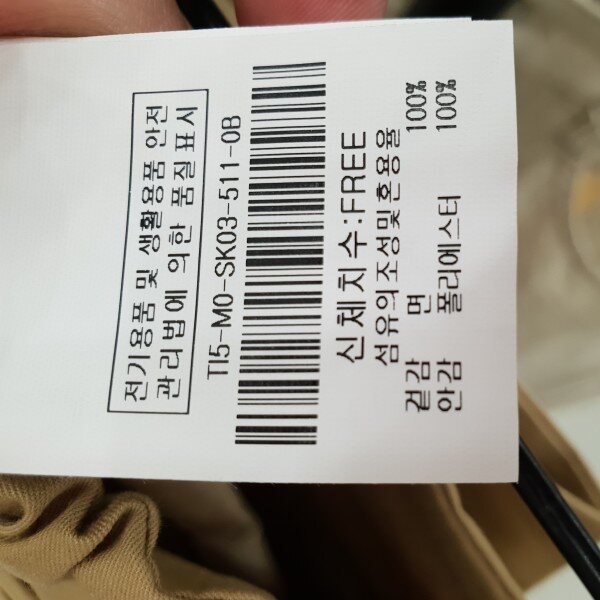 전기용품 및 생활용품 안전
관리법에 의한 품질표시
TI5-M0-SK03-511-0B
신체치수:FREE
섬유의조성및혼용율
겉감 면 100%
안감 폴리에스터 100%